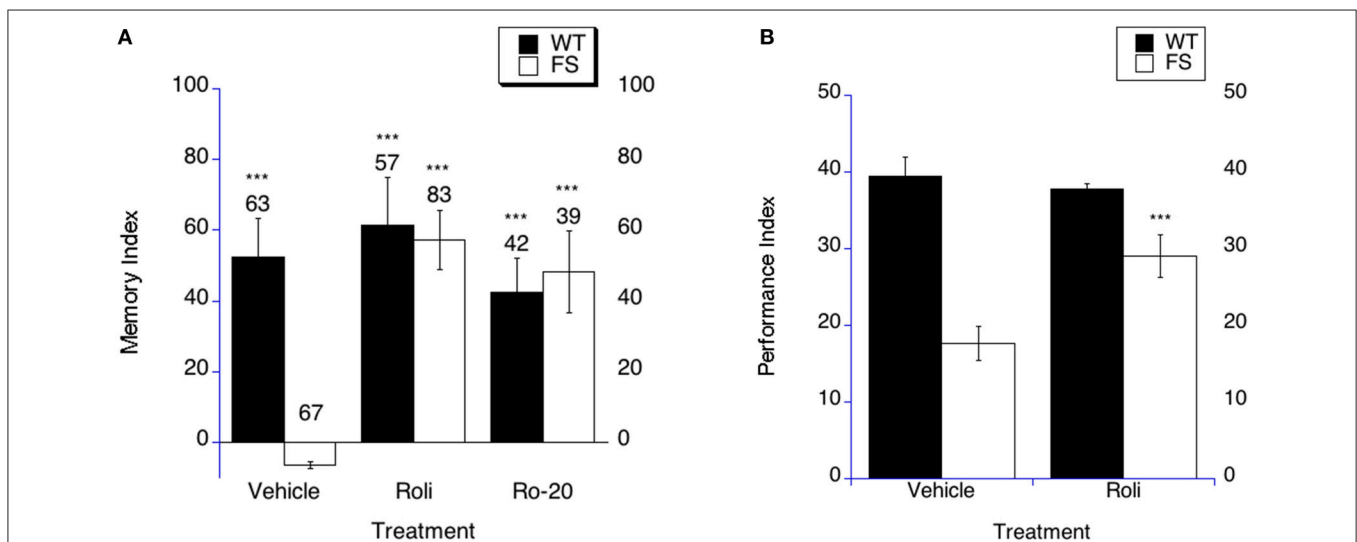 A
WT
FS
100
100
80
80
60
60
40
40
20
20
0
0
***
63
67
***
57
***
83
***
42
***
39
Memory Index
Vehicle
Roli
Ro-20
Treatment
B
WT
FS
50
50
40
40
30
30
20
20
10
10
0
0
***
Performance Index
Vehicle
Roli
Treatment